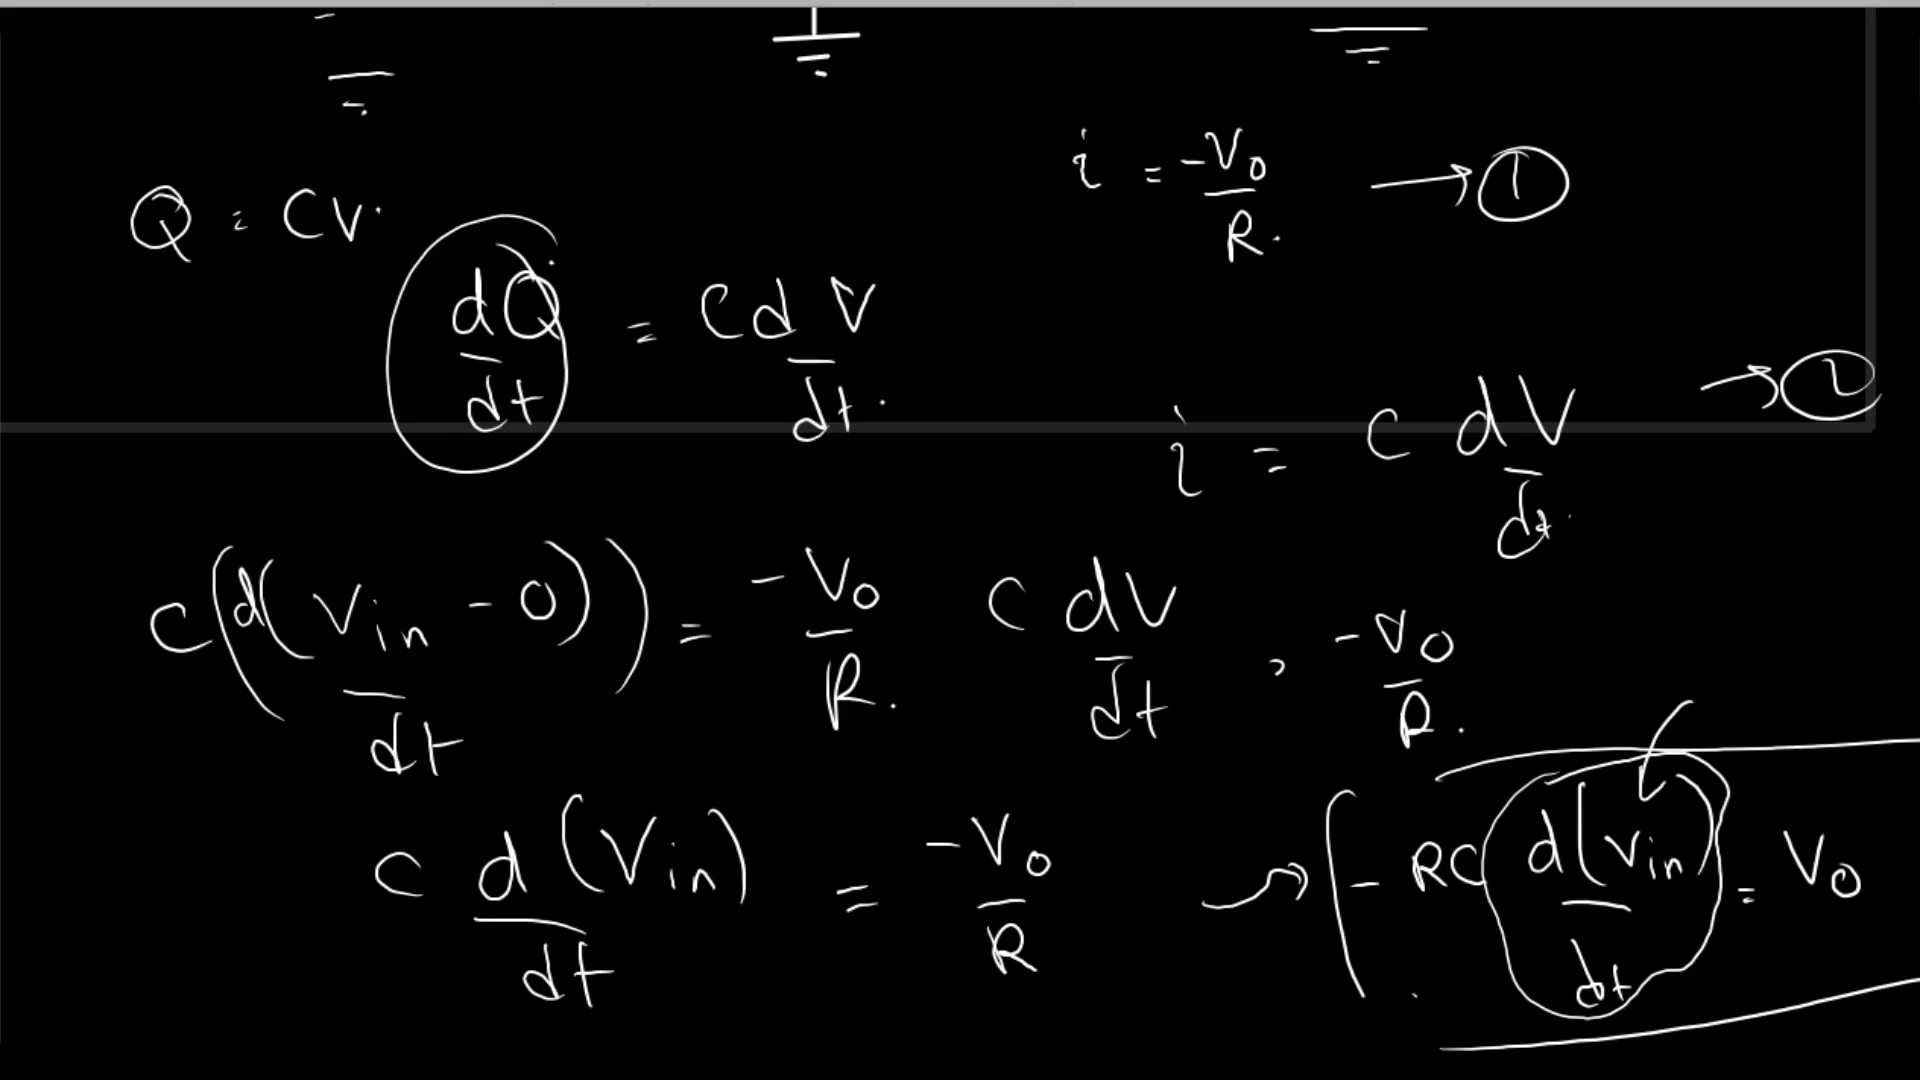 i = -V₀/R. → ①
Q = CV.
dQ/dt = C dV/dt.
i = C dV/dt. → ②
C(d(Vin - 0)/dt) = -V₀/R.
C dV/dt = -V₀/R.
C d(Vin)/dt = -V₀/R → - RC d(Vin)/dt = V₀